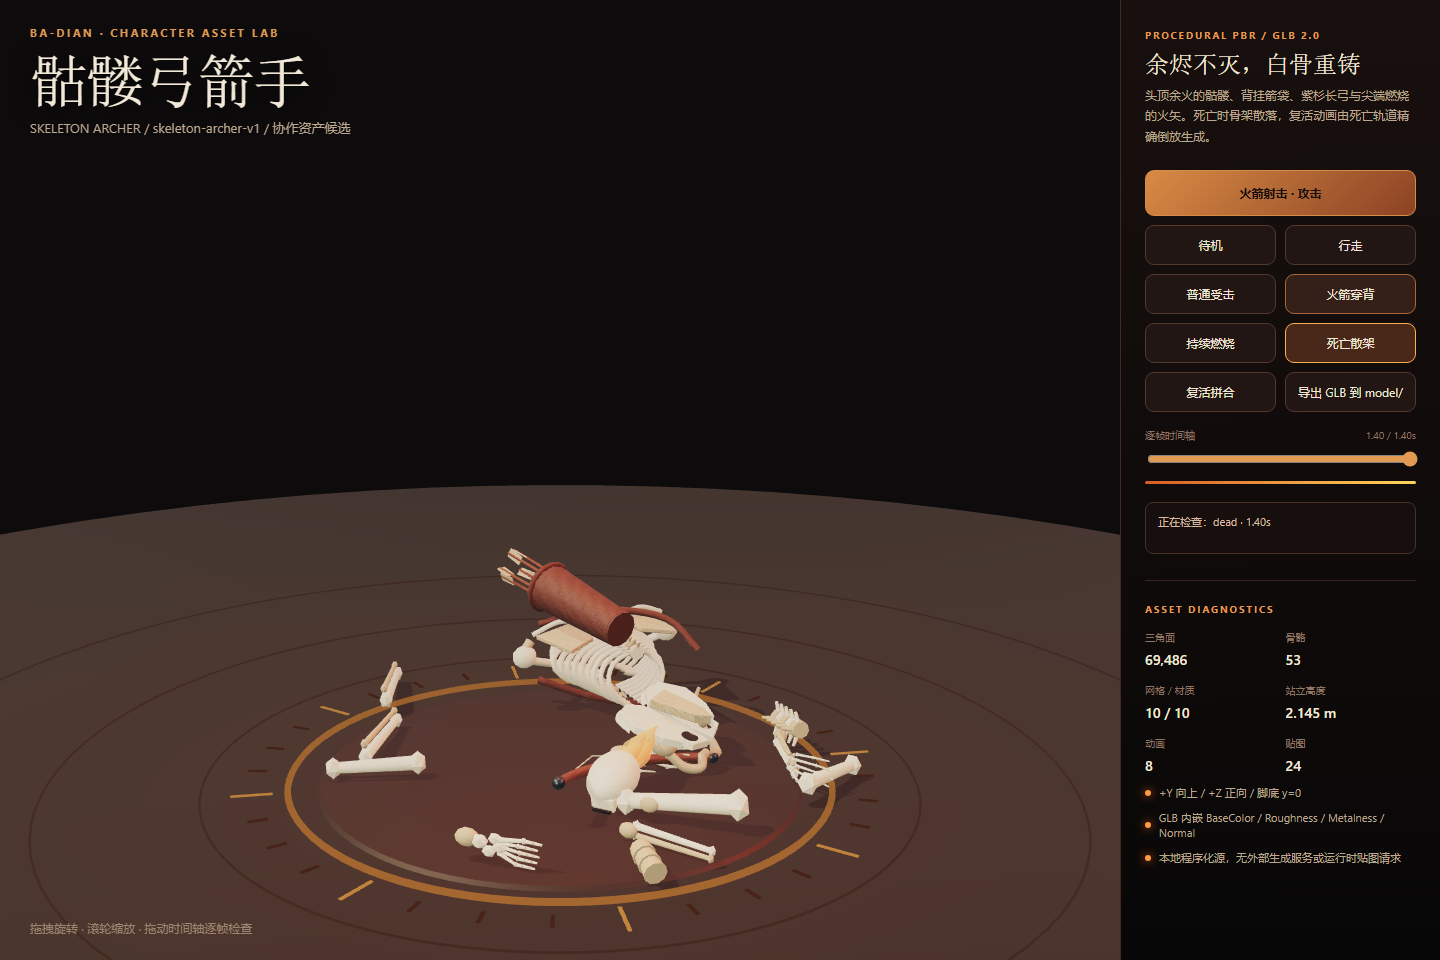 BA-DIAN · CHARACTER ASSET LAB
骷髅弓箭手
SKELETON ARCHER / skeleton-archer-v1 / 协作资产候选
拖拽旋转 · 滚轮缩放 · 拖动时间轴逐帧检查
PROCEDURAL PBR / GLB 2.0
余烬不灭，白骨重铸
头顶余火的骷髅、背挂箭袋、紫杉长弓与尖端燃烧
的火矢。死亡时骨架散落，复活动画由死亡轨道精
确倒放生成。
火箭射击 · 攻击
待机
行走
普通受击
火箭穿背
持续燃烧
死亡散架
复活拼合
导出 GLB 到 model/
逐帧时间轴
1.40 / 1.40s
正在检查：dead · 1.40s
ASSET DIAGNOSTICS
三角面
骨骼
69,486
53
网格 / 材质
站立高度
10 / 10
2.145 m
动画
贴图
8
24
+Y 向上 / +Z 正向 / 脚底 y=0
GLB 内嵌 BaseColor / Roughness / Metalness /
Normal
本地程序化源，无外部生成服务或运行时贴图请求